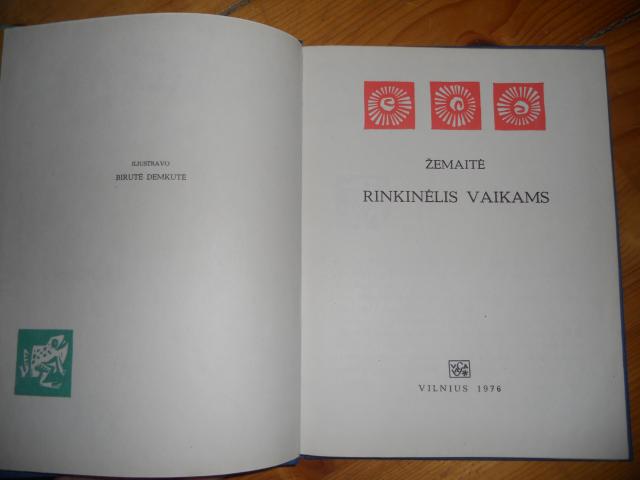 ILIUSTRAVO
BIRUTĖ DEMKUTĖ
ŽEMAITĖ
RINKINĖLIS VAIKAMS
VILNIUS 1976